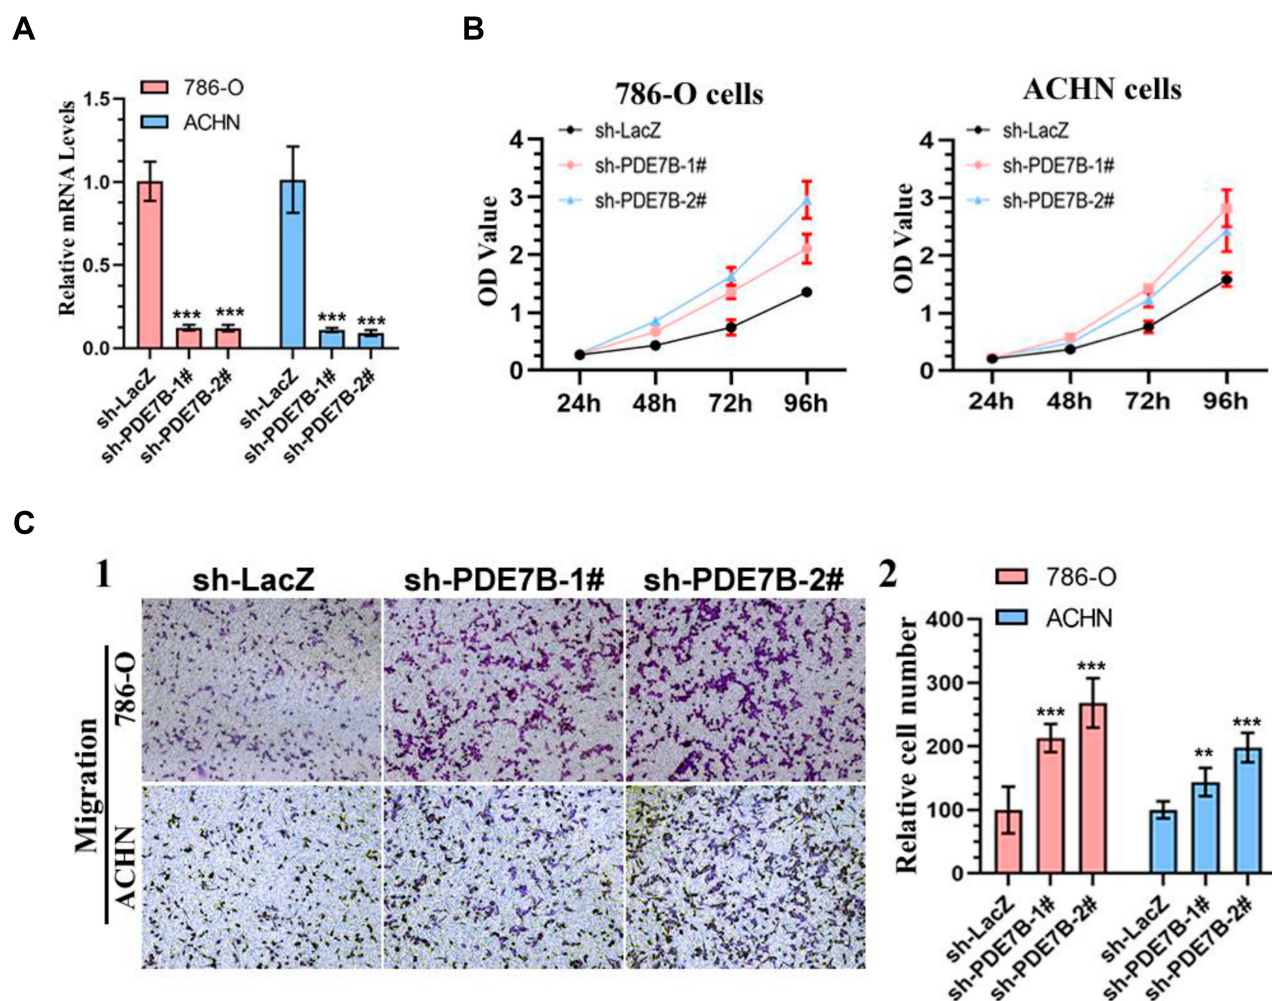 A
786-O
ACHN
Relative mRNA Levels
1.5
1.0
0.5
0.0
***
***
***
***
sh-LacZ
sh-PDE7B-1#
sh-PDE7B-2#
sh-LacZ
sh-PDE7B-1#
sh-PDE7B-2#
B
786-O cells
sh-LacZ
sh-PDE7B-1#
sh-PDE7B-2#
OD Value
4
3
2
1
0
24h
48h
72h
96h
ACHN cells
sh-LacZ
sh-PDE7B-1#
sh-PDE7B-2#
OD Value
4
3
2
1
0
24h
48h
72h
96h
C
1
sh-LacZ
sh-PDE7B-1#
sh-PDE7B-2#
Migration
786-O
ACHN
2
786-O
ACHN
Relative cell number
400
300
200
100
0
***
***
**
***
sh-LacZ
sh-PDE7B-1#
sh-PDE7B-2#
sh-LacZ
sh-PDE7B-1#
sh-PDE7B-2#